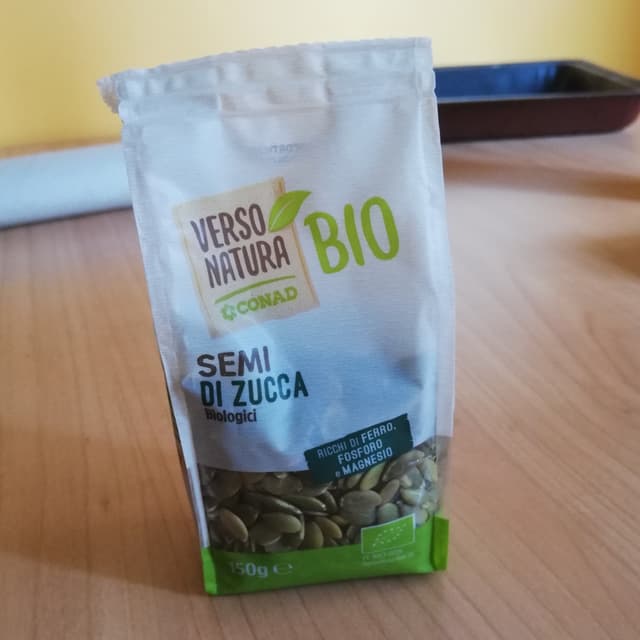 VERSO
NATURA
CONAD
BIO
SEMI
DI ZUCCA
biologici
RICCHI DI FERRO,
FOSFORO
e MAGNESIO
150g e